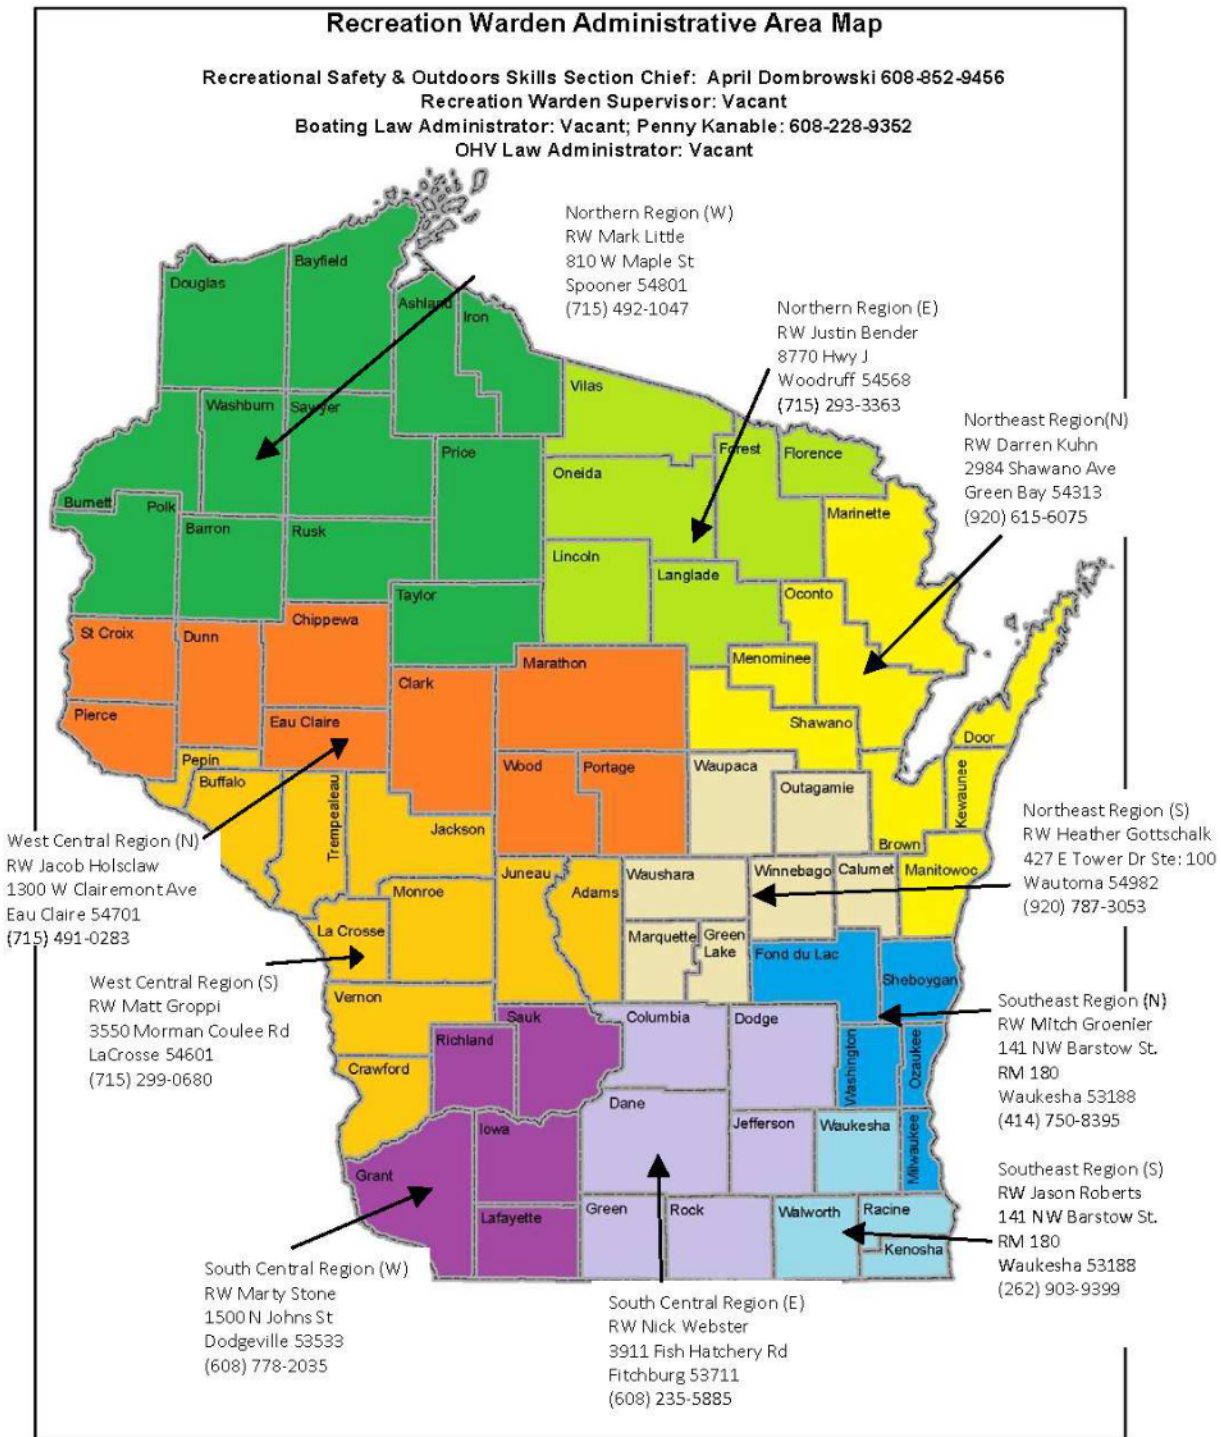 Recreation Warden Administrative Area Map
Recreational Safety & Outdoors Skills Section Chief: April Dombrowski 608-852-9456
Recreation Warden Supervisor: Vacant
Boating Law Administrator: Vacant; Penny Kanable: 608-228-9352
OHV Law Administrator: Vacant
Northern Region (W)
RW Mark Little
810 W Maple St
Spooner 54801
(715) 492-1047
Northern Region (E)
RW Justin Bender
8770 Hwy J
Woodruff 54568
(715) 293-3363
Northeast Region(N)
RW Darren Kuhn
2984 Shawano Ave
Green Bay 54313
(920) 615-6075
Douglas
Bayfield
Ashland
Iron
Vilas
Washburn
Sawyer
Price
Forest
Florence
Oneida
Marinette
Burnett
Polk
Barron
Rusk
Lincoln
Langlade
Oconto
Taylor
Chippewa
St Croix
Dunn
Marathon
Menominee
Clark
Pierce
Eau Claire
Shawano
Door
Pepin
Buffalo
Wood
Portage
Waupaca
Outagamie
Kewaunee
Trempealeau
Jackson
Brown
West Central Region (N)
RW Jacob Holsclaw
1300 W Clairemont Ave
Eau Claire 54701
(715) 491-0283
Northeast Region (S)
RW Heather Gottschalk
427 E Tower Dr Ste: 100
Wautoma 54982
(920) 787-3053
Juneau
Adams
Waushara
Winnebago
Calumet
Manitowoc
Monroe
La Crosse
Marquette
Green
Lake
Fond du Lac
Sheboygan
West Central Region (S)
RW Matt Groppi
3550 Morman Coulee Rd
LaCrosse 54601
(715) 299-0680
Vernon
Sauk
Columbia
Dodge
Richland
Washington
Ozaukee
Crawford
Southeast Region (N)
RW Mitch Groenier
141 NW Barstow St.
RM 180
Waukesha 53188
(414) 750-8395
Dane
Iowa
Jefferson
Waukesha
Milwaukee
Grant
Lafayette
Green
Rock
Walworth
Racine
Kenosha
Southeast Region (S)
RW Jason Roberts
141 NW Barstow St.
RM 180
Waukesha 53188
(262) 903-9399
South Central Region (W)
RW Marty Stone
1500 N Johns St
Dodgeville 53533
(608) 778-2035
South Central Region (E)
RW Nick Webster
3911 Fish Hatchery Rd
Fitchburg 53711
(608) 235-5885